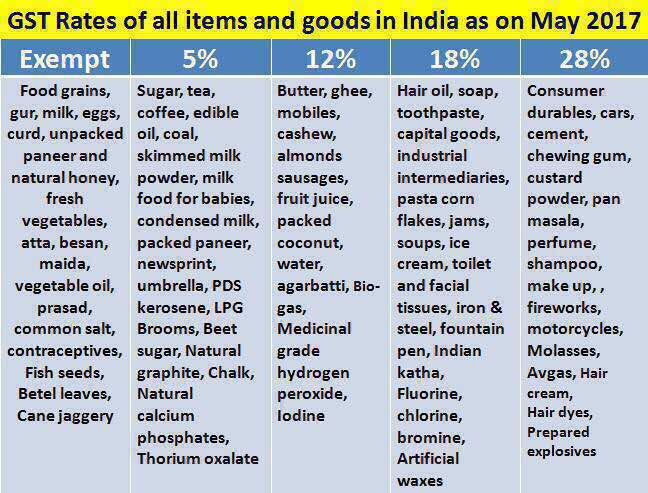 GST Rates of all items and goods in India as on May 2017
Exempt
Food grains,
gur, milk, eggs,
curd, unpacked
paneer and
natural honey,
fresh
vegetables,
atta, besan,
maida,
vegetable oil,
prasad,
common salt,
contraceptives,
Fish seeds,
Betel leaves,
Cane jaggery
5%
Sugar, tea,
coffee, edible
oil, coal,
skimmed milk
powder, milk
food for babies,
condensed milk,
packed paneer,
newsprint,
umbrella, PDS
kerosene, LPG
Brooms, Beet
sugar, Natural
graphite, Chalk,
Natural
calcium
phosphates,
Thorium oxalate
12%
Butter, ghee,
mobiles,
cashew,
almonds
sausages,
fruit juice,
packed
coconut,
water,
agarbatti, Bio-
gas,
Medicinal
grade
hydrogen
peroxide,
Iodine
18%
Hair oil, soap,
toothpaste,
capital goods,
industrial
intermediaries,
pasta corn
flakes, jams,
soups, ice
cream, toilet
and facial
tissues, iron &
steel, fountain
pen, Indian
katha,
Fluorine,
chlorine,
bromine,
Artificial
waxes
28%
Consumer
durables, cars,
cement,
chewing gum,
custard
powder, pan
masala,
perfume,
shampoo,
make up, ,
fireworks,
motorcycles,
Molasses,
Avgas, Hair
cream,
Hair dyes,
Prepared
explosives